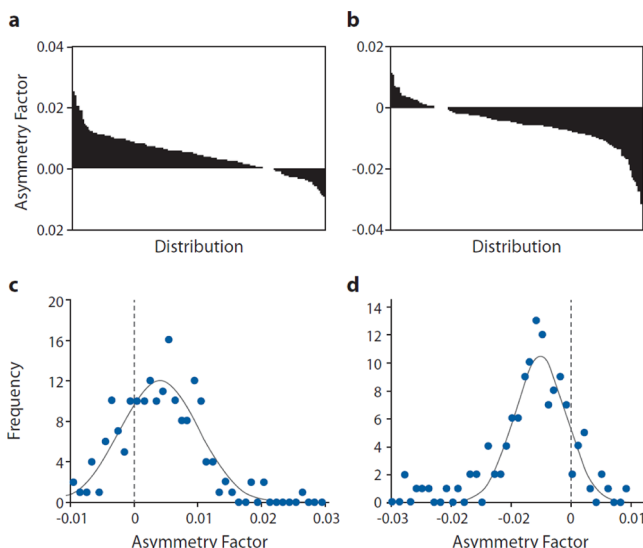 a
0.04
0.02
0.00
0.02
Asymmetry Factor
Distribution
b
0.02
0
-0.02
-0.04
Distribution
c
20
16
12
8
4
0
Frequency
-0.01 0 0.01 0.02 0.03
Asymmetry Factor
d
14
12
10
8
6
4
2
0
-0.03 -0.02 -0.02 0 0.01
Asymmetry Factor